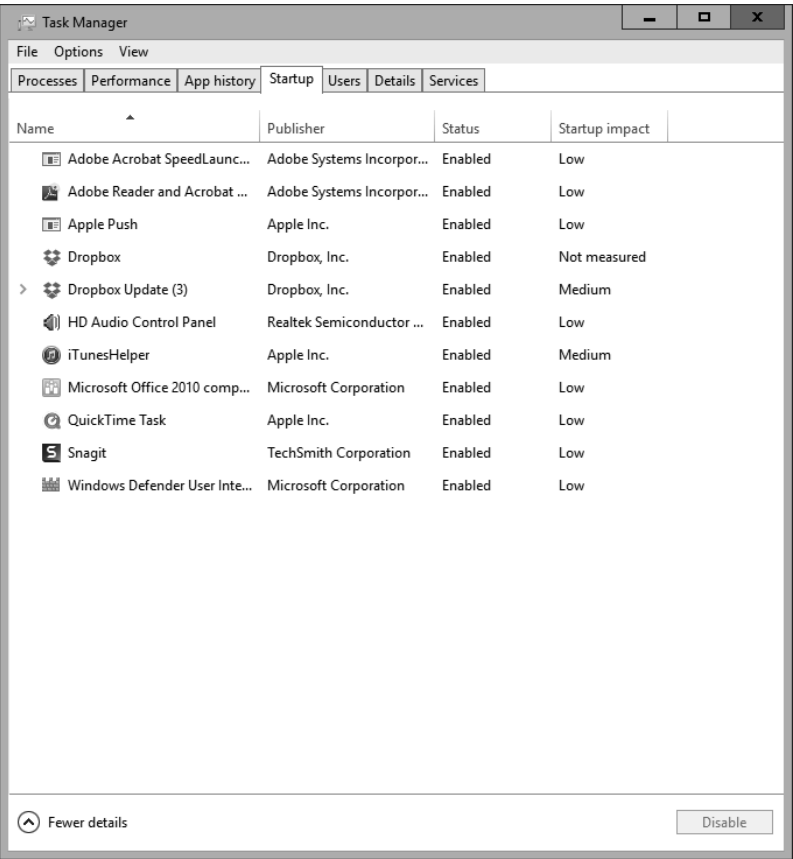 Task Manager
File Options View
Processes Performance App history Startup Users Details Services
Name Publisher Status Startup impact
Adobe Acrobat SpeedLaunc... Adobe Systems Incorpor... Enabled Low
Adobe Reader and Acrobat ... Adobe Systems Incorpor... Enabled Low
Apple Push Apple Inc. Enabled Low
Dropbox Dropbox, Inc. Enabled Not measured
Dropbox Update (3) Dropbox, Inc. Enabled Medium
HD Audio Control Panel Realtek Semiconductor ... Enabled Low
iTunesHelper Apple Inc. Enabled Medium
Microsoft Office 2010 comp... Microsoft Corporation Enabled Low
QuickTime Task Apple Inc. Enabled Low
Snagit TechSmith Corporation Enabled Low
Windows Defender User Inte... Microsoft Corporation Enabled Low
Fewer details Disable